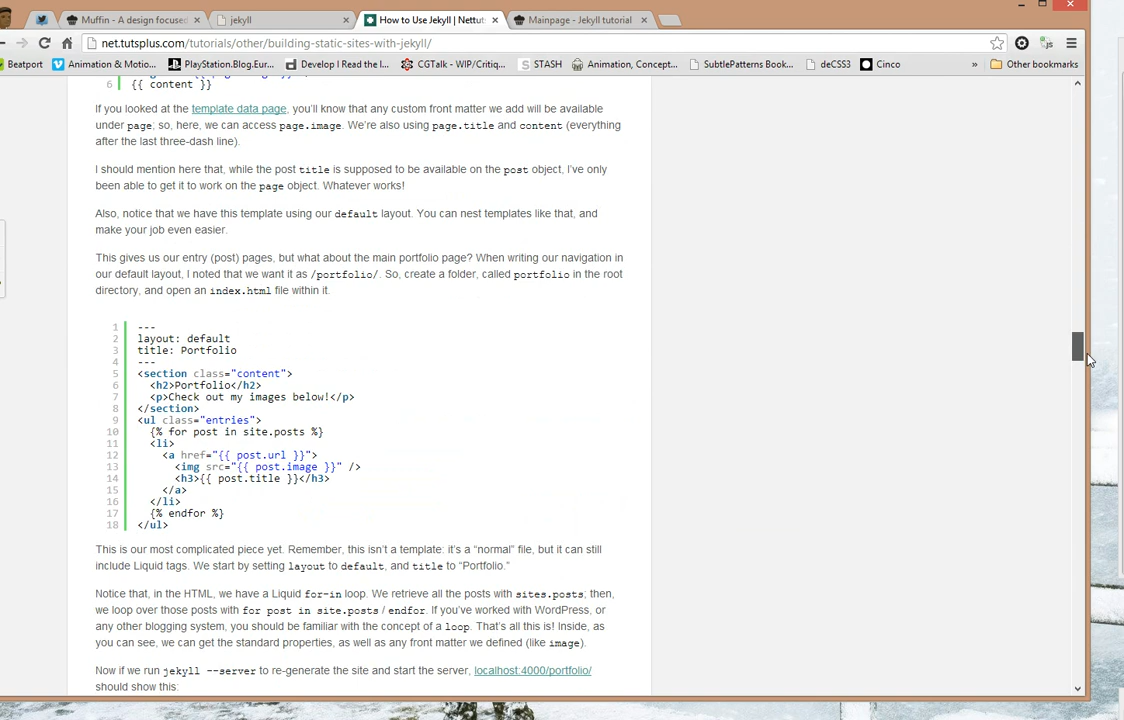 Muffin - A design focused
jekyll
How to Use Jekyll | Nettuts
Mainpage - Jekyll tutorial
net.tutsplus.com/tutorials/other/building-static-sites-with-jekyll/
Beatport
Animation & Motio...
PlayStation.Blog.Eur...
Develop I Read the l...
CGTalk - WIP/Critiq...
STASH
Animation, Concept...
SubtlePatterns Book...
deCSS3
Cinco
»
Other bookmarks
6 {{ content }}
If you looked at the template data page, you'll know that any custom front matter we add will be available
under page; so, here, we can access page.image. We're also using page.title and content (everything
after the last three-dash line).
I should mention here that, while the post title is supposed to be available on the post object, I've only
been able to get it to work on the page object. Whatever works!
Also, notice that we have this template using our default layout. You can nest templates like that, and
make your job even easier.
This gives us our entry (post) pages, but what about the main portfolio page? When writing our navigation in
our default layout, I noted that we want it as /portfolio/. So, create a folder, called portfolio in the root
directory, and open an index.html file within it.
1 ---
2 layout: default
3 title: Portfolio
4 ---
5 <section class="content">
6 <h2>Portfolio</h2>
7 <p>Check out my images below!</p>
8 </section>
9 <ul class="entries">
10 {% for post in site.posts %}
11 <li>
12 <a href="{{ post.url }}">
13 <img src="{{ post.image }}" />
14 <h3>{{ post.title }}</h3>
15 </a>
16 </li>
17 {% endfor %}
18 </ul>
This is our most complicated piece yet. Remember, this isn't a template: it's a “normal” file, but it can still
include Liquid tags. We start by setting layout to default, and title to “Portfolio.”
Notice that, in the HTML, we have a Liquid for-in loop. We retrieve all the posts with sites.posts; then,
we loop over those posts with for post in site.posts / endfor. If you've worked with WordPress, or
any other blogging system, you should be familiar with the concept of a loop. That's all this is! Inside, as
you can see, we can get the standard properties, as well as any front matter we defined (like image).
Now if we run jekyll --server to re-generate the site and start the server, localhost:4000/portfolio/
should show this: